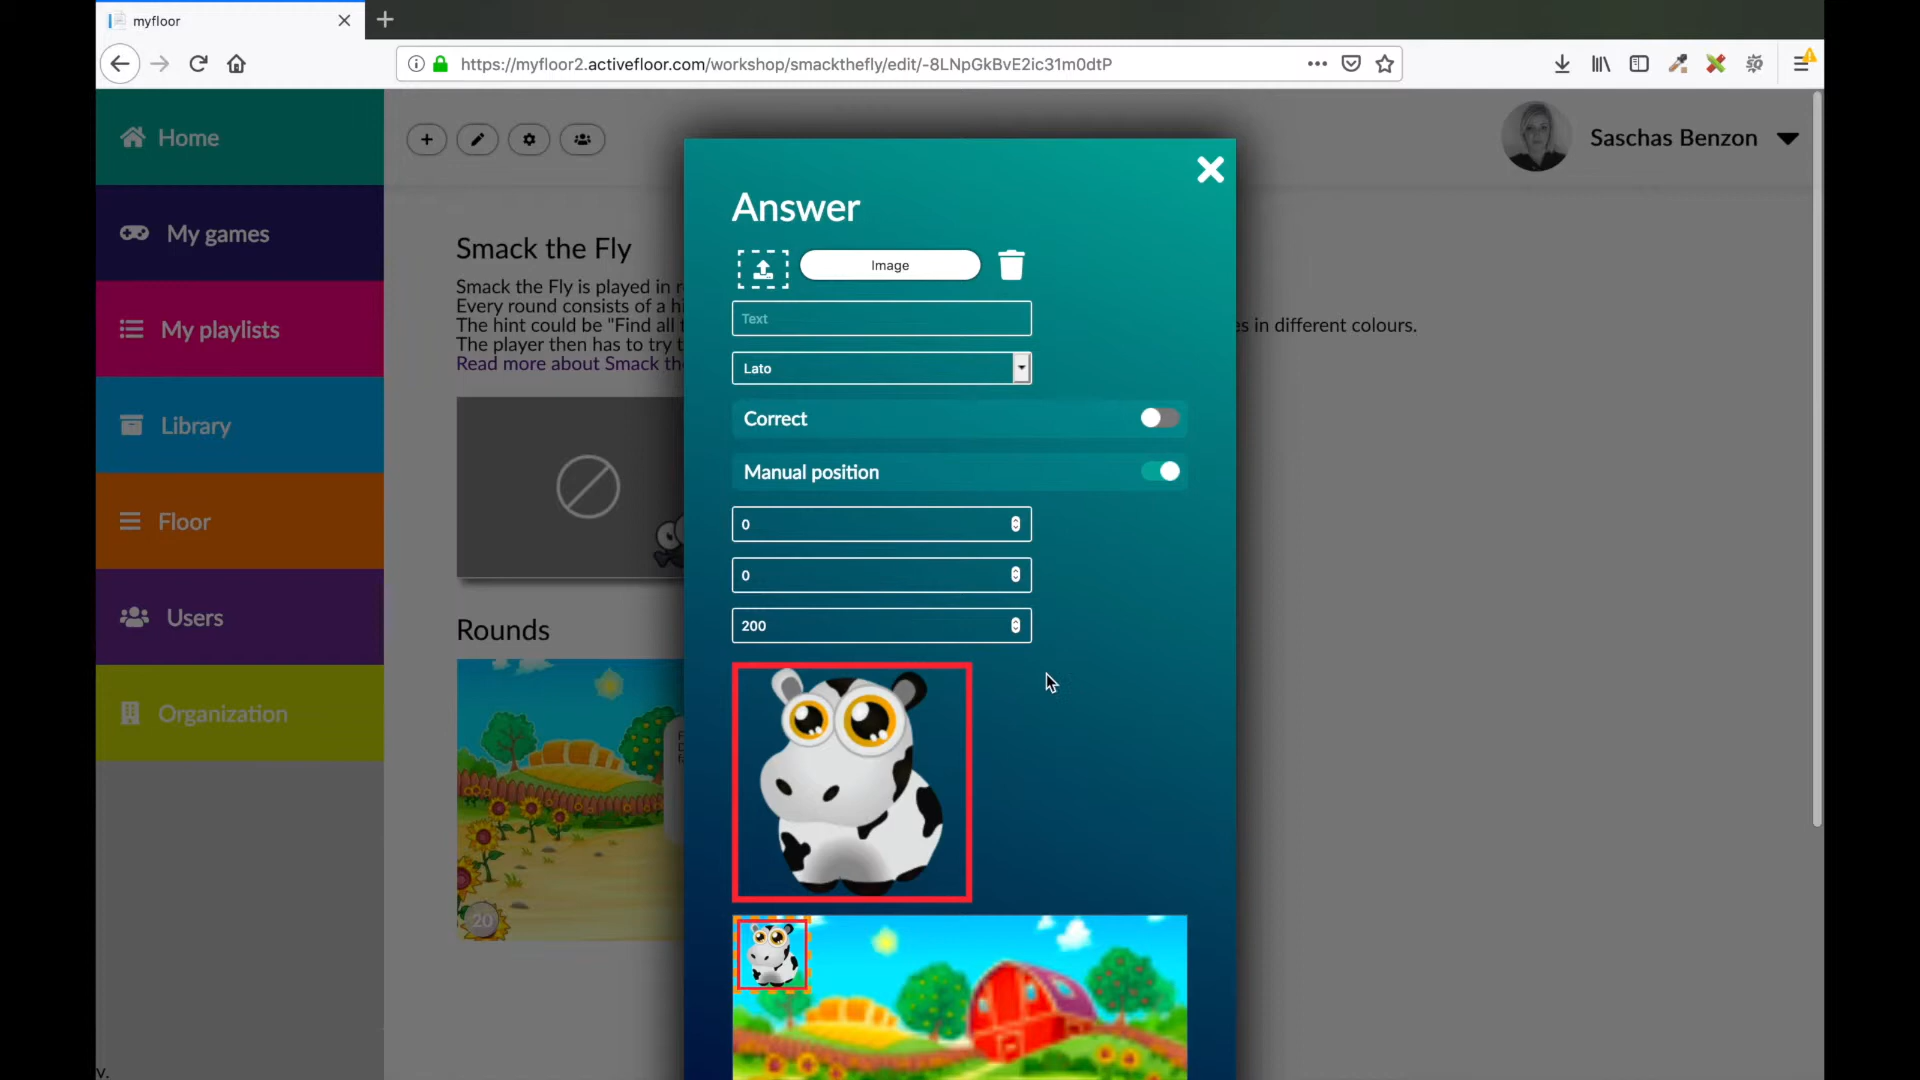 myfloor
https://myfloor2.activefloor.com/workshop/smackthefly/edit/-8LNpGkBvE2ic31m0dtP
Home
My games
My playlists
Library
Floor
Users
Organization
Saschas Benzon
Smack the Fly
Smack the Fly is played in
Every round consists of a
The hint could be "Find all
es in different colours.
The player then has to try
Read more about Smack
Rounds
20
Answer
Image
Text
Lato
Correct
Manual position
0
0
200
v.